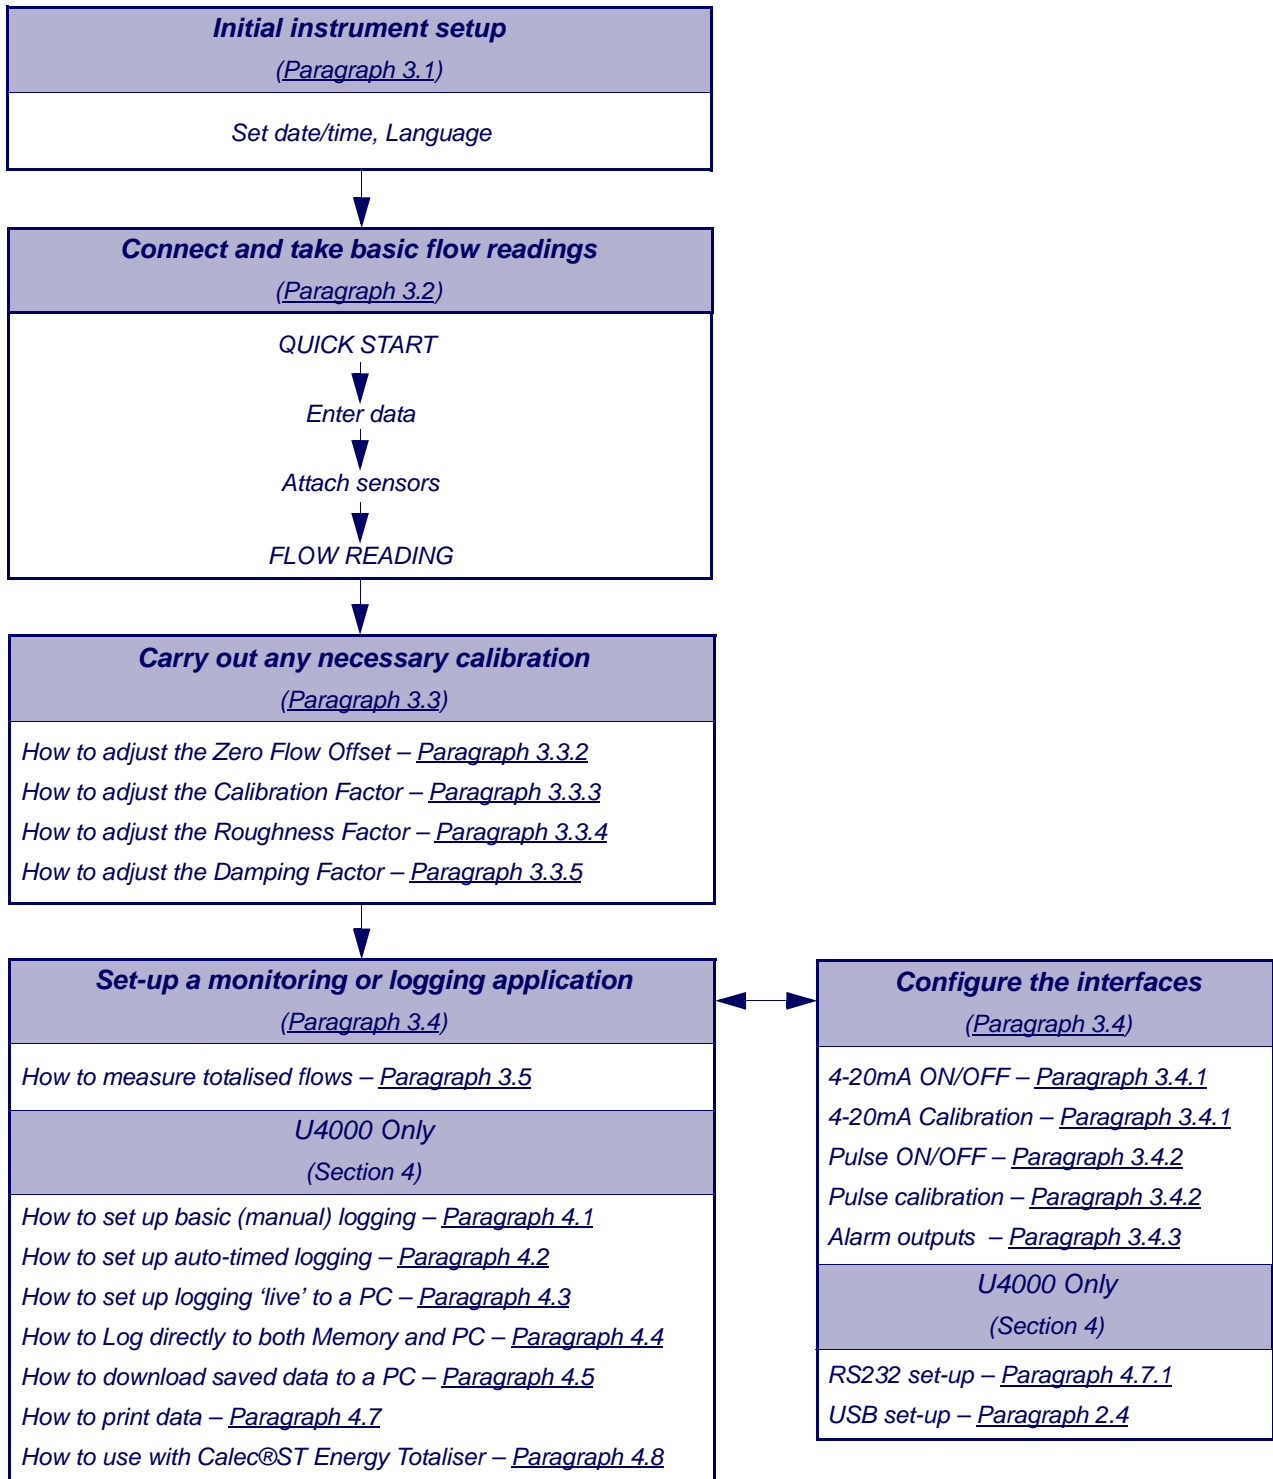 Initial instrument setup
(Paragraph 3.1)
Set date/time, Language
Connect and take basic flow readings
(Paragraph 3.2)
QUICK START
Enter data
Attach sensors
FLOW READING
Carry out any necessary calibration
(Paragraph 3.3)
How to adjust the Zero Flow Offset – Paragraph 3.3.2
How to adjust the Calibration Factor – Paragraph 3.3.3
How to adjust the Roughness Factor – Paragraph 3.3.4
How to adjust the Damping Factor – Paragraph 3.3.5
Set-up a monitoring or logging application
(Paragraph 3.4)
How to measure totalised flows – Paragraph 3.5
U4000 Only
(Section 4)
How to set up basic (manual) logging – Paragraph 4.1
How to set up auto-timed logging – Paragraph 4.2
How to set up logging ‘live’ to a PC – Paragraph 4.3
How to Log directly to both Memory and PC – Paragraph 4.4
How to download saved data to a PC – Paragraph 4.5
How to print data – Paragraph 4.7
How to use with Calec®ST Energy Totaliser – Paragraph 4.8
Configure the interfaces
(Paragraph 3.4)
4-20mA ON/OFF – Paragraph 3.4.1
4-20mA Calibration – Paragraph 3.4.1
Pulse ON/OFF – Paragraph 3.4.2
Pulse calibration – Paragraph 3.4.2
Alarm outputs – Paragraph 3.4.3
U4000 Only
(Section 4)
RS232 set-up – Paragraph 4.7.1
USB set-up – Paragraph 2.4